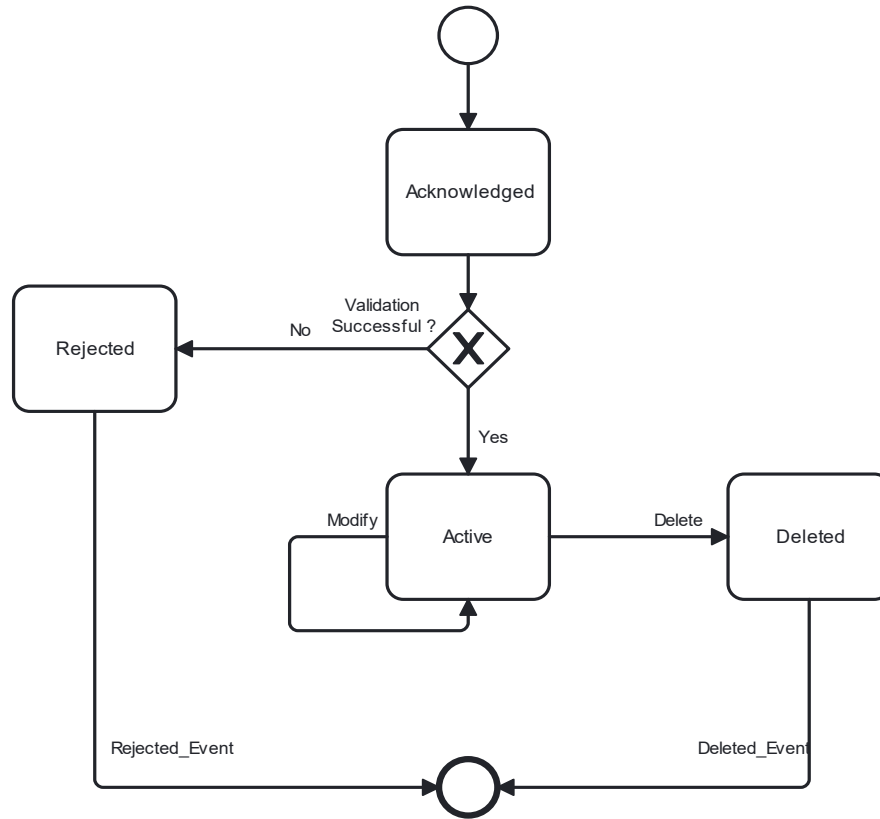 Acknowledged
Validation
Successful ?
No
Rejected
X
Yes
Modify
Active
Delete
Deleted
Rejected_Event
Deleted_Event